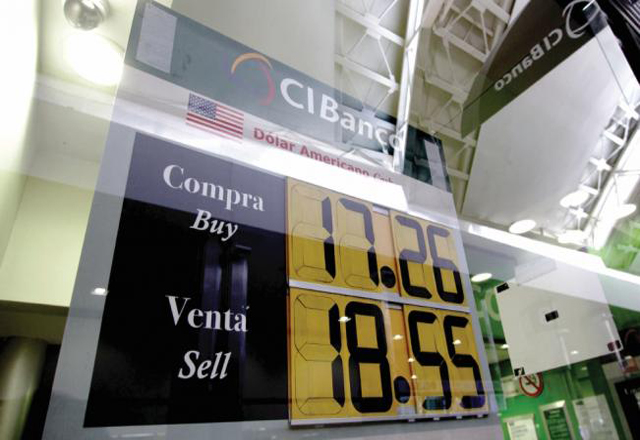 CIBanco
CIBanco
Dólar Americano
Compra
Buy
17.26
Venta
Sell
18.55